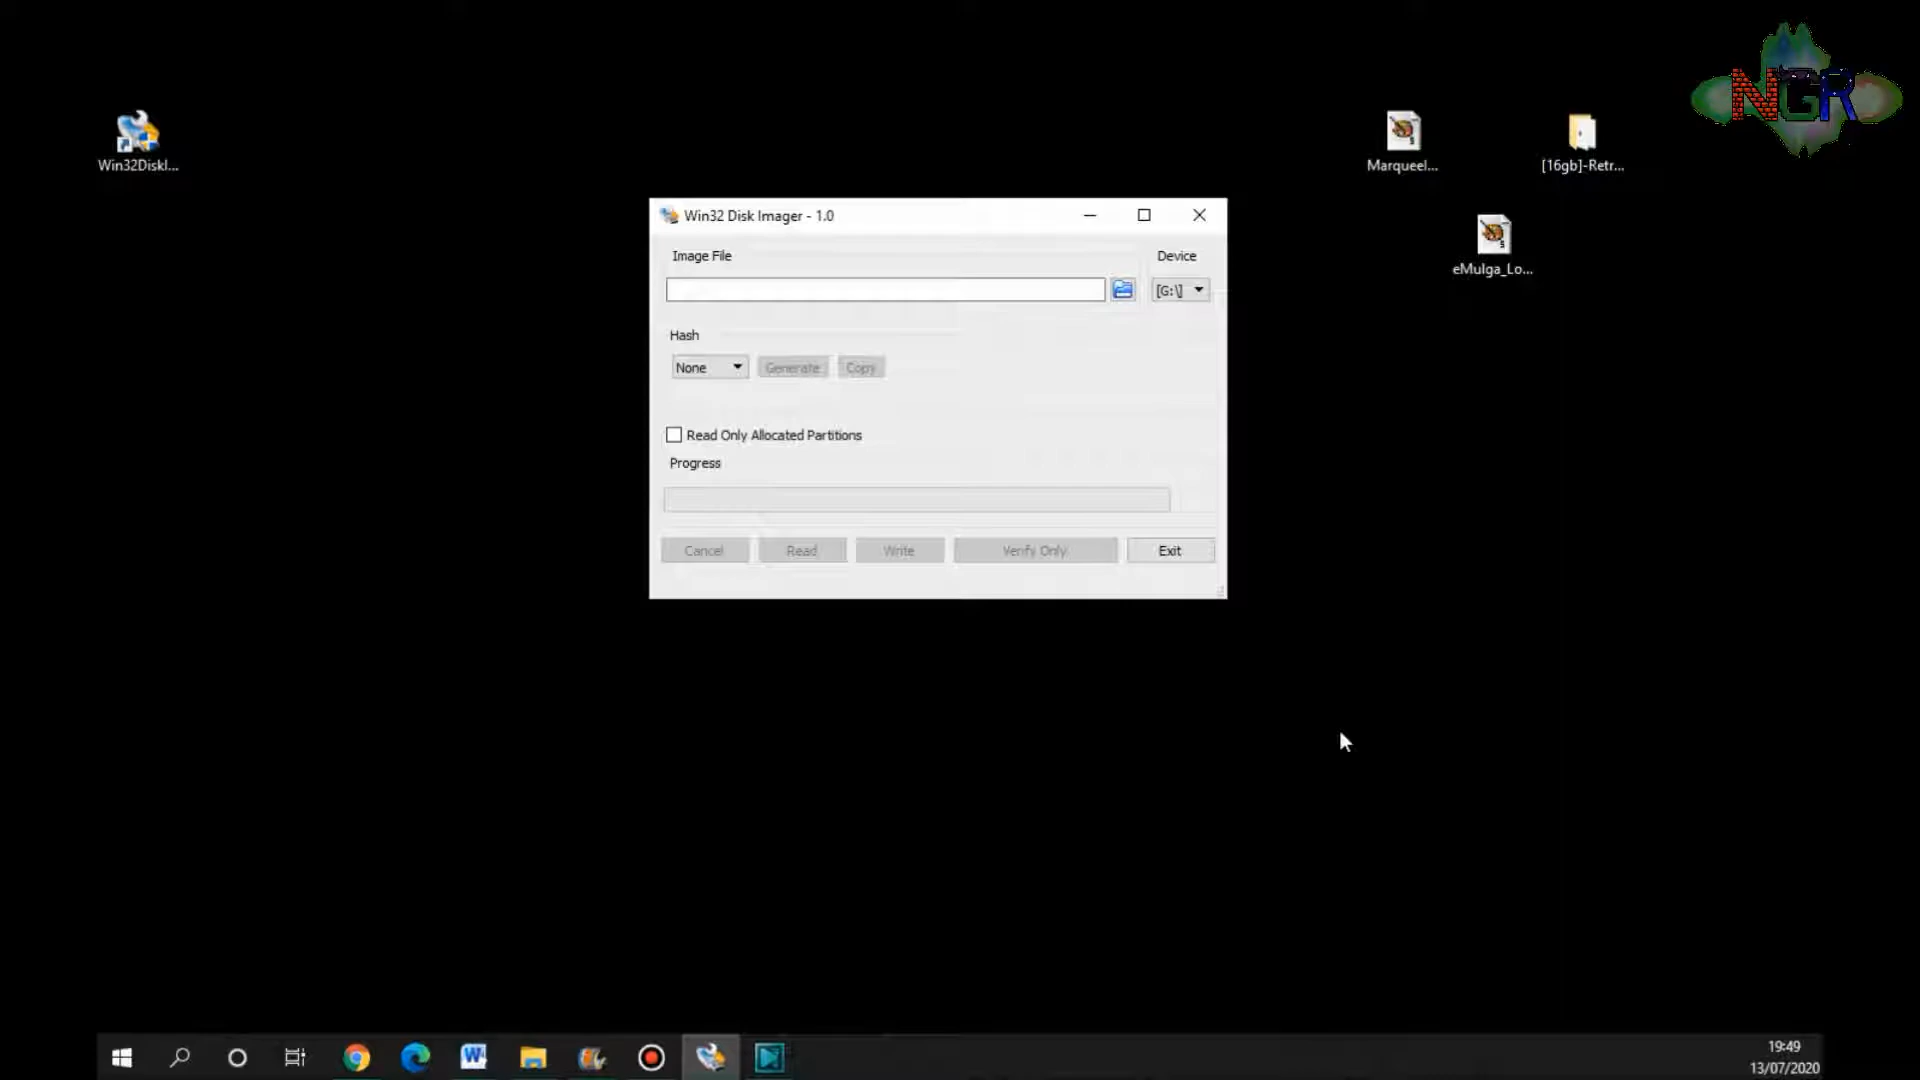 NGR
Win32DiskI...
Marqueel...
[16gb]-Retr...
eMulga_Lo...
Win32 Disk Imager - 1.0
Image File
Device
[G:\]
Hash
None
Generate
Copy
Read Only Allocated Partitions
Progress
Cancel
Read
Write
Verify Only
Exit
19:49
13/07/2020